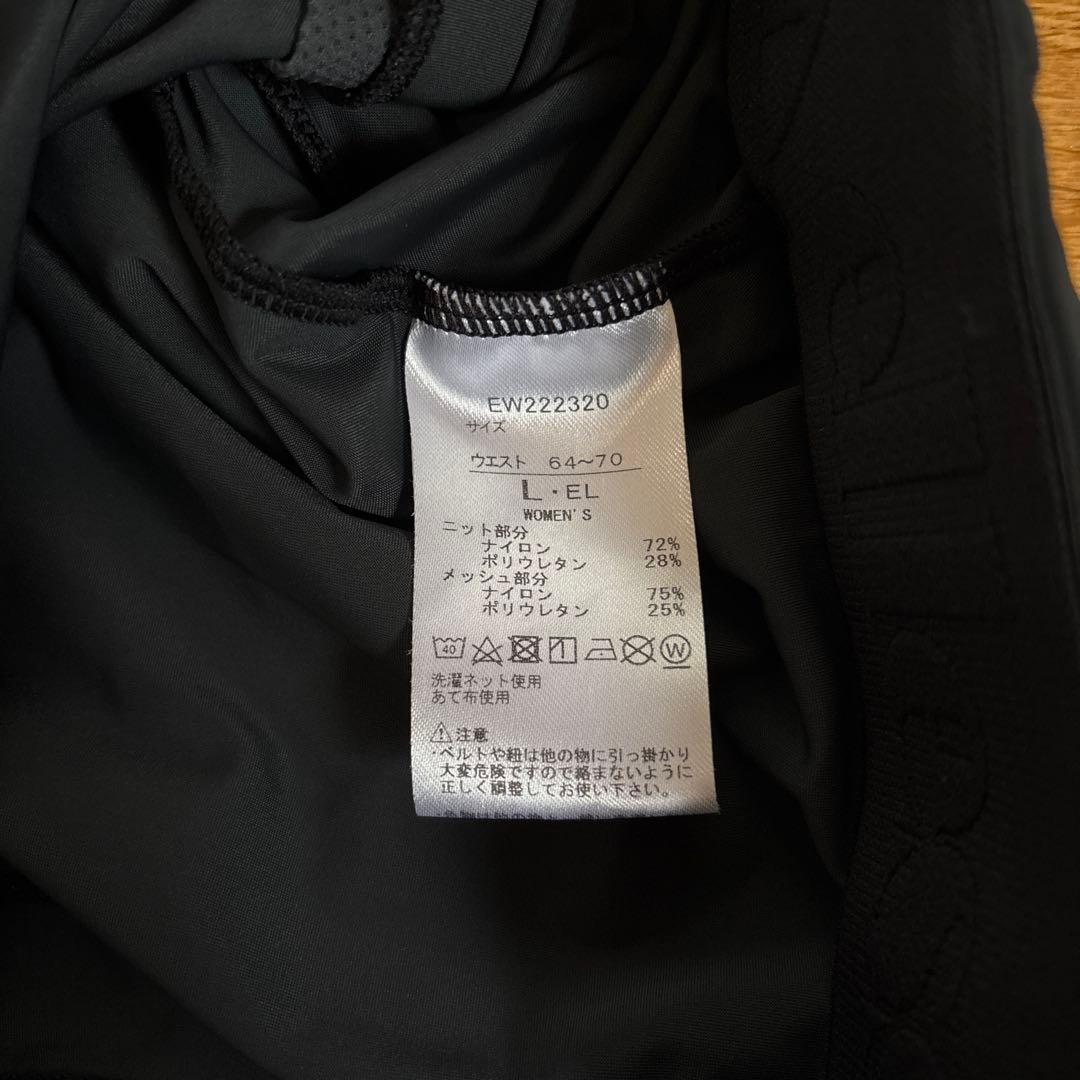 EW222320
サイズ
ウエスト 64～70
L・EL
WOMEN'S
ニット部分
ナイロン 72%
ポリウレタン 28%
メッシュ部分
ナイロン 75%
ポリウレタン 25%
40 W
洗濯ネット使用
あて布使用
⚠注意
・ベルトや紐は他の物に引っ掛かり
大変危険ですので絡まないように
正しく調整してお使い下さい。